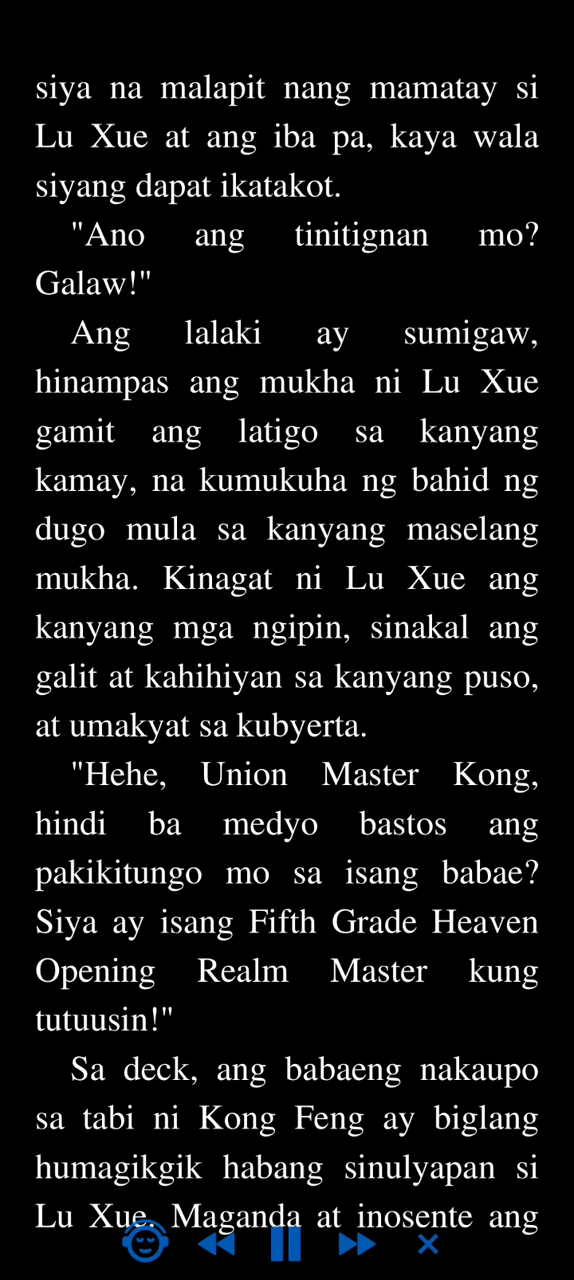 siya na malapit nang mamatay si
Lu Xue at ang iba pa, kaya wala
siyang dapat ikatakot.
"Ano ang tinitignan mo?
Galaw!"
Ang lalaki ay sumigaw,
hinampas ang mukha ni Lu Xue
gamit ang latigo sa kanyang
kamay, na kumukuha ng bahid ng
dugo mula sa kanyang maselang
mukha. Kinagat ni Lu Xue ang
kanyang mga ngipin, sinakal ang
galit at kahihiyan sa kanyang puso,
at umakyat sa kubyerta.
"Hehe, Union Master Kong,
hindi ba medyo bastos ang
pakikitungo mo sa isang babae?
Siya ay isang Fifth Grade Heaven
Opening Realm Master kung
tutuusin!"
Sa deck, ang babaeng nakaupo
sa tabi ni Kong Feng ay biglang
humagikgik habang sinulyapan si
Lu Xue. Maganda at inosente ang